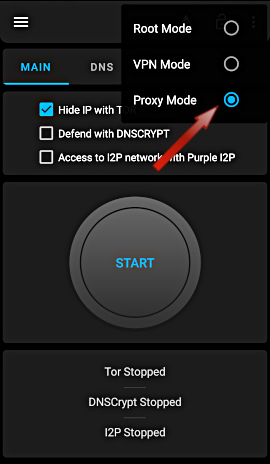 Root Mode
VPN Mode
Proxy Mode
MAIN
DNS
Hide IP with TOR
Defend with DNSCRYPT
Access to I2P network with Purple I2P
START
Tor Stopped
DNSCrypt Stopped
I2P Stopped